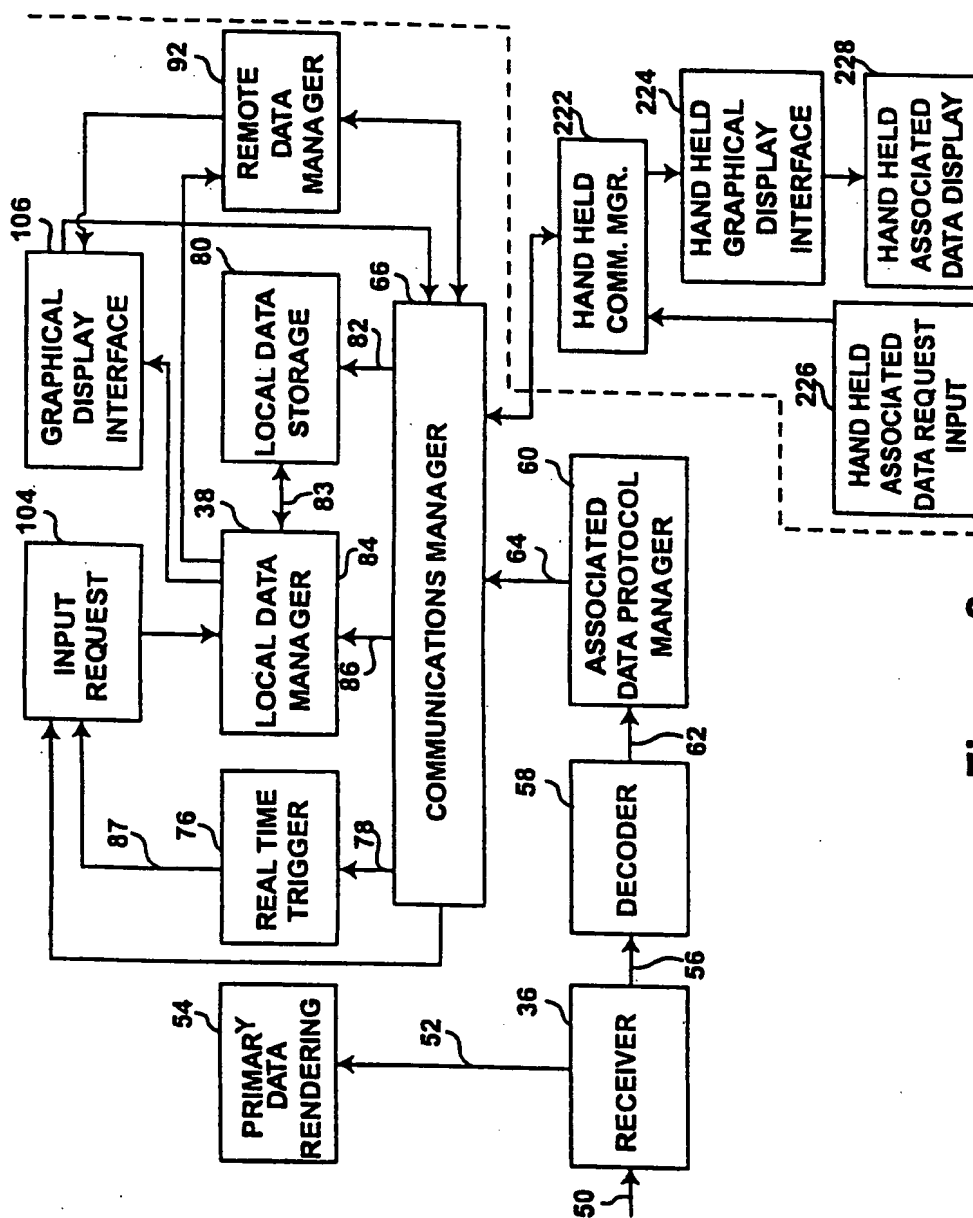 54
PRIMARY
DATA
RENDERING
52
50
36
RECEIVER
56
58
DECODER
62
60
ASSOCIATED
DATA PROTOCOL
MANAGER
64
66
COMMUNICATIONS MANAGER
78
76
REAL TIME
TRIGGER
87
104
INPUT
REQUEST
86
38
LOCAL DATA
MANAGER
84
83
82
80
LOCAL DATA
STORAGE
106
GRAPHICAL
DISPLAY
INTERFACE
92
REMOTE
DATA
MANAGER
222
HAND HELD
COMM. MGR.
224
HAND HELD
GRAPHICAL
DISPLAY
INTERFACE
226
HAND HELD
ASSOCIATED
DATA REQUEST
INPUT
228
HAND HELD
ASSOCIATED
DATA DISPLAY